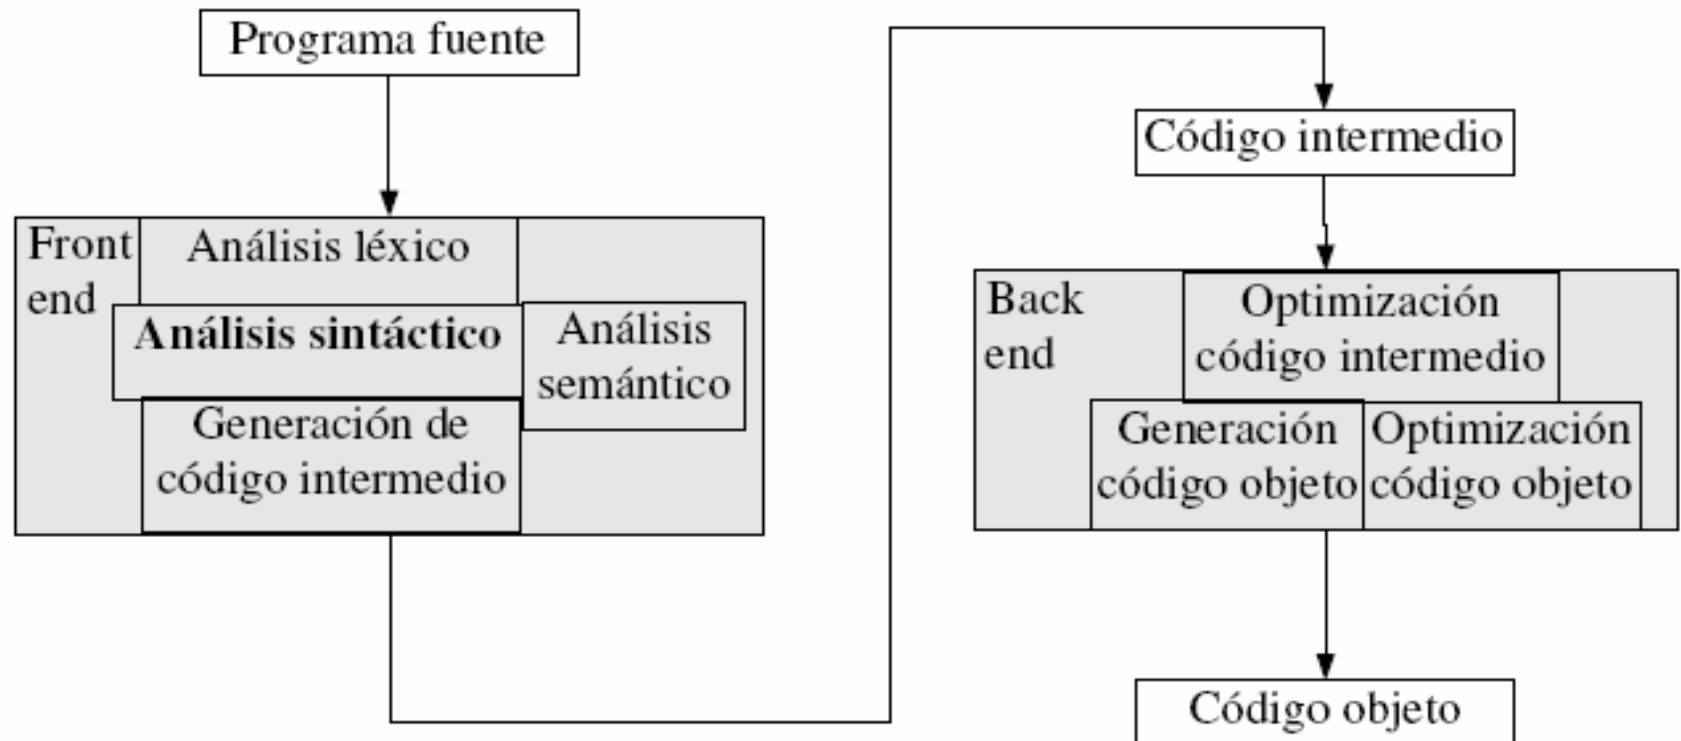 Programa fuente
Front
end
Análisis léxico
Análisis sintáctico
Análisis
semántico
Generación de
código intermedio
Código intermedio
Back
end
Optimización
código intermedio
Generación
código objeto
Optimización
código objeto
Código objeto